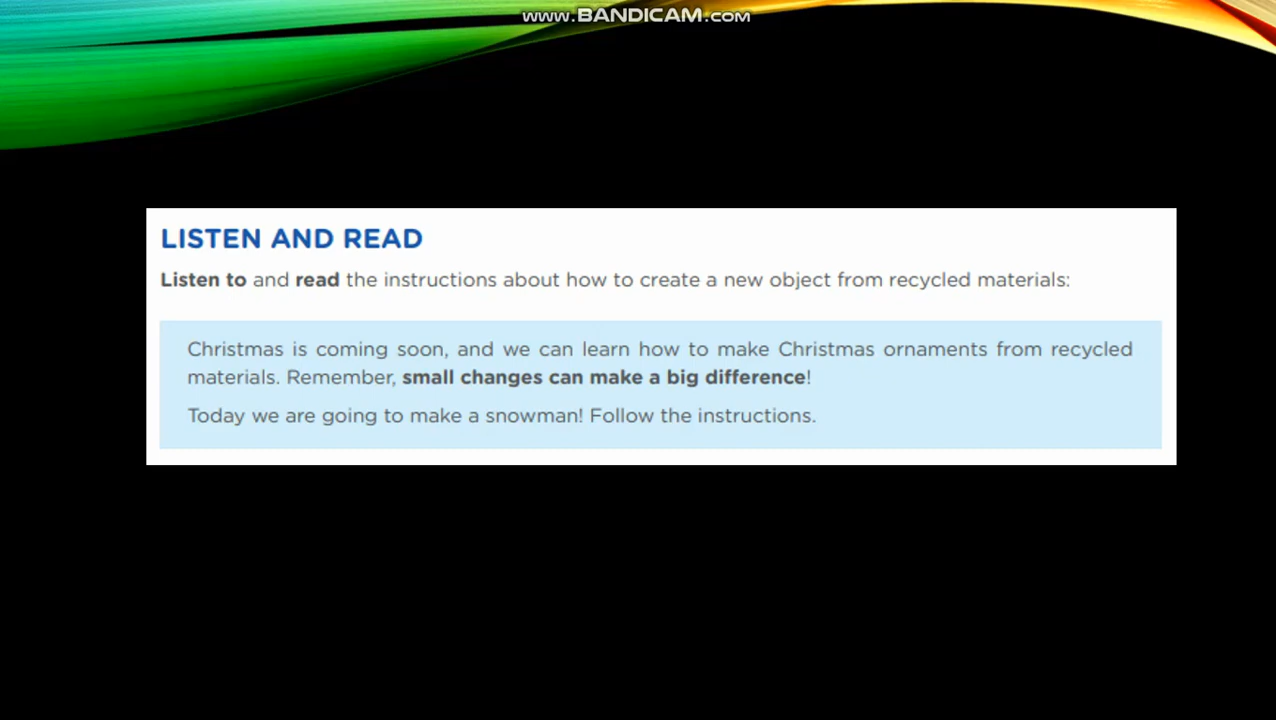 www.BANDICAM.com
LISTEN AND READ
Listen to and read the instructions about how to create a new object from recycled materials:
Christmas is coming soon, and we can learn how to make Christmas ornaments from recycled
materials. Remember, small changes can make a big difference!
Today we are going to make a snowman! Follow the instructions.